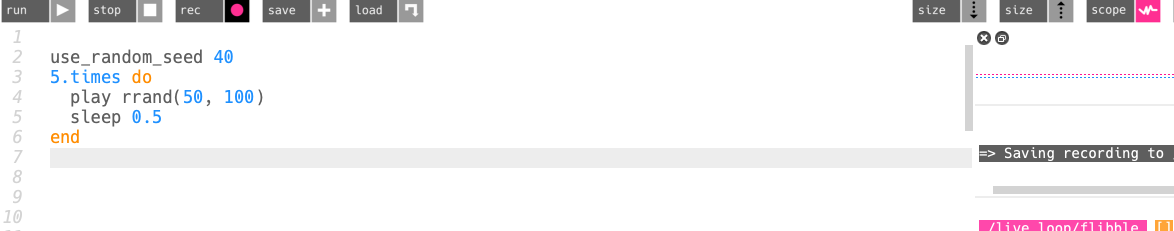 run stop rec save load size size scope
1
2 use_random_seed 40
3 5.times do
4 play rrand(50, 100)
5 sleep 0.5
6 end
7
8
9
10
=> Saving recording to
/live_loop/flibble []